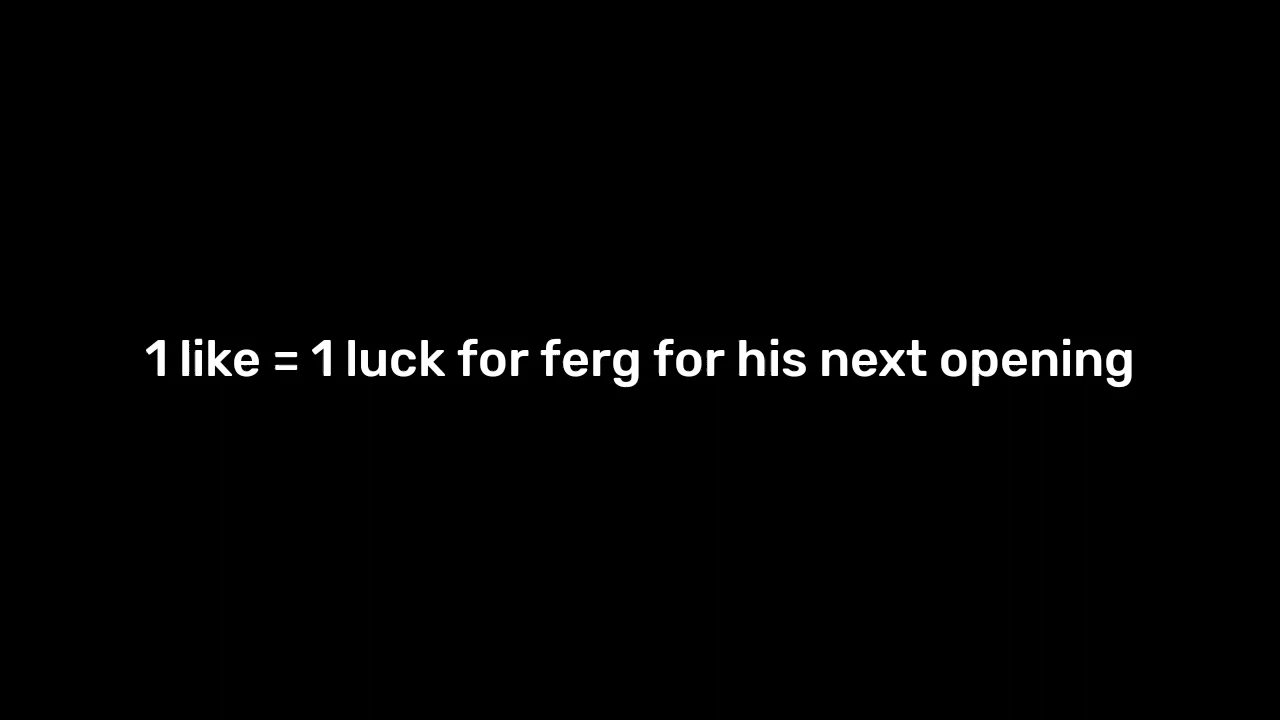 1 like = 1 luck for ferg for his next opening